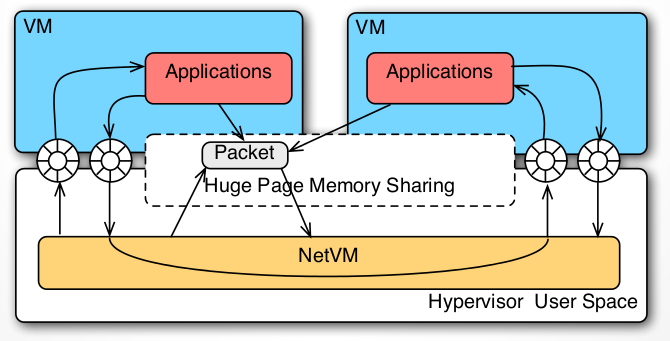 VM
VM
Applications
Applications
Packet
Huge Page Memory Sharing
NetVM
Hypervisor User Space